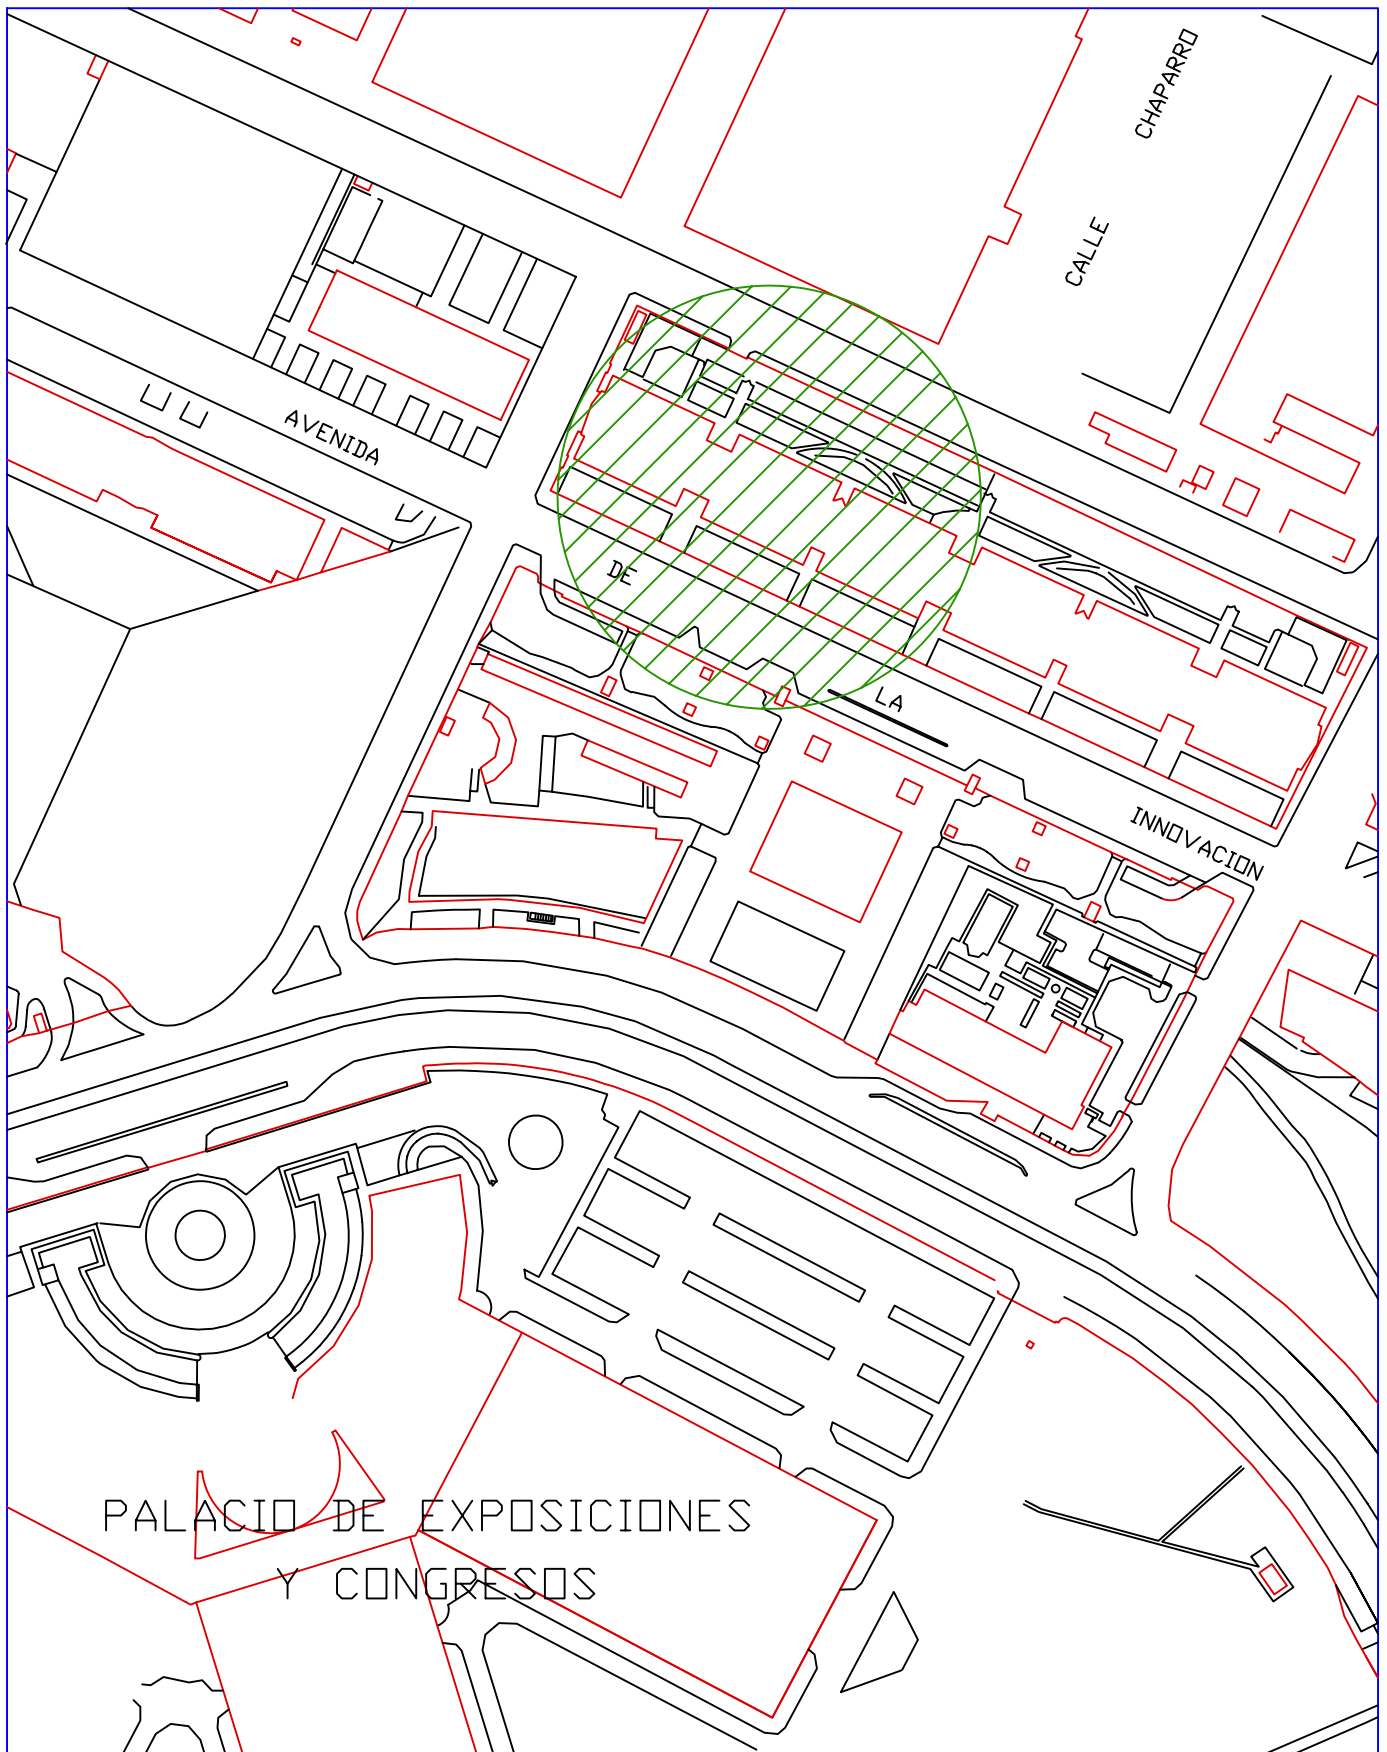 CALLE CHAPARRO
AVENIDA DE LA INNOVACION
PALACIO DE EXPOSICIONES
Y CONGRESOS